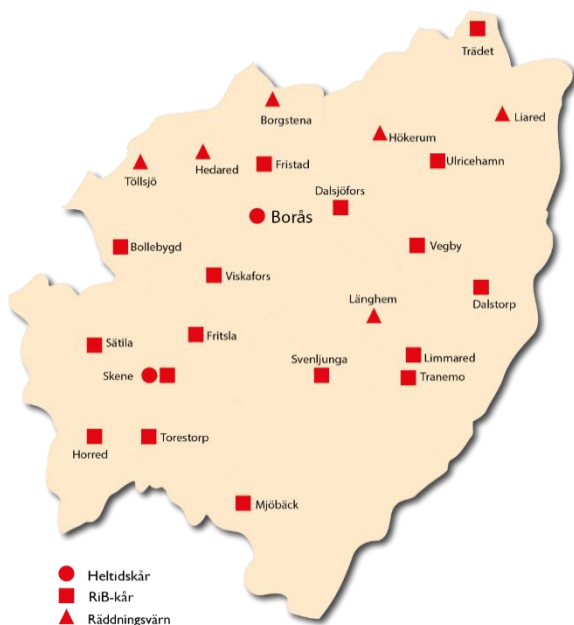 Trädet
Liared
Borgstena
Hökerum
Hedared
Fristad
Ulricehamn
Töllsjö
Dalsjöfors
Borås
Bollebygd
Vegby
Viskafors
Länghem
Dalstorp
Fritsla
Sätila
Limmared
Svenljunga
Skene
Tranemo
Torestorp
Horred
Mjöbäck
Heltidskår
RiB-kår
Räddningsvärn